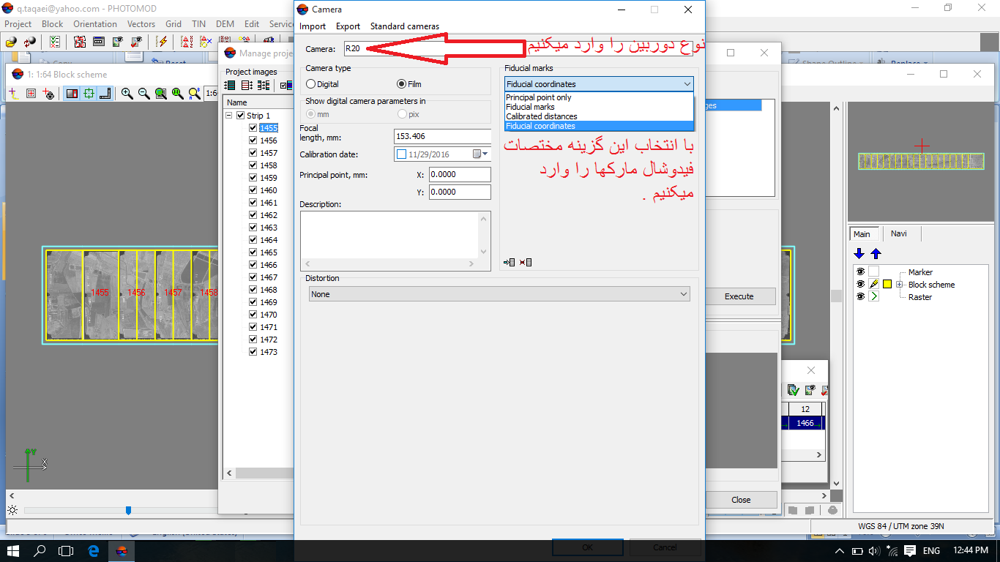 q.taqaei@yahoo.com - PHOTOMOD
Project Block Orientation Vectors Grid TIN DEM Edit Service
1: 1:64 Block scheme
Manage proje
Project images
Name
Strip 1
1455
1456
1457
1458
1459
1460
1461
1462
1463
1464
1465
1466
1467
1468
1469
1470
1471
1472
1473
1455 1456 1457 1458
Y
X
Camera
Import Export Standard cameras
Camera: R20
نوع دوربین را وارد میکنیم
Camera type
Digital Film
Show digital camera parameters in
mm pix
Focal
length, mm: 153.406
Calibration date: 11/29/2016
Principal point, mm: X: 0.0000
Y: 0.0000
Description:
Fiducial marks
Fiducial coordinates
Principal point only
Fiducial marks
Calibrated distances
Fiducial coordinates
با انتخاب این گزینه مختصات
فیدوشال مارکها را وارد
میکنیم .
Distortion
None
OK Cancel
ges
Execute
Close
12
1466
Main Navi
Marker
Block scheme
Raster
WGS 84 / UTM zone 39N
ENG 12:44 PM